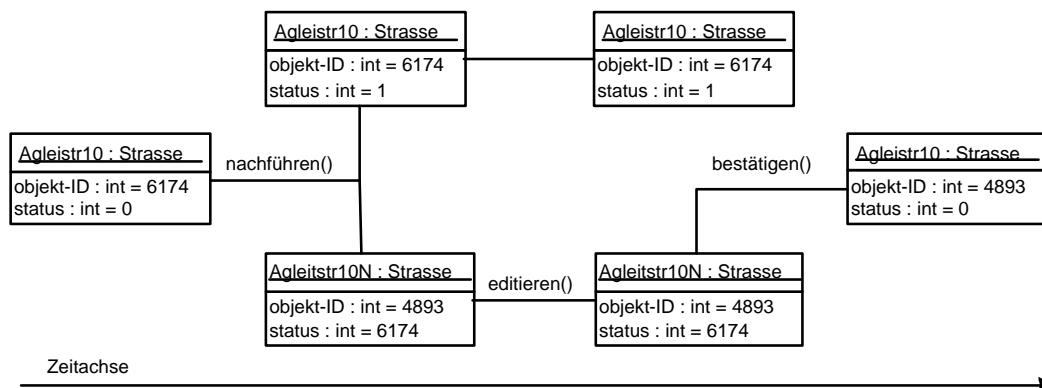 Agleistr10 : Strasse
objekt-ID : int = 6174
status : int = 1
Agleistr10 : Strasse
objekt-ID : int = 6174
status : int = 1
Agleistr10 : Strasse
objekt-ID : int = 6174
status : int = 0
nachführen()
bestätigen()
Agleistr10 : Strasse
objekt-ID : int = 4893
status : int = 0
Agleitstr10N : Strasse
objekt-ID : int = 4893
status : int = 6174
editieren()
Agleitstr10N : Strasse
objekt-ID : int = 4893
status : int = 6174
Zeitachse